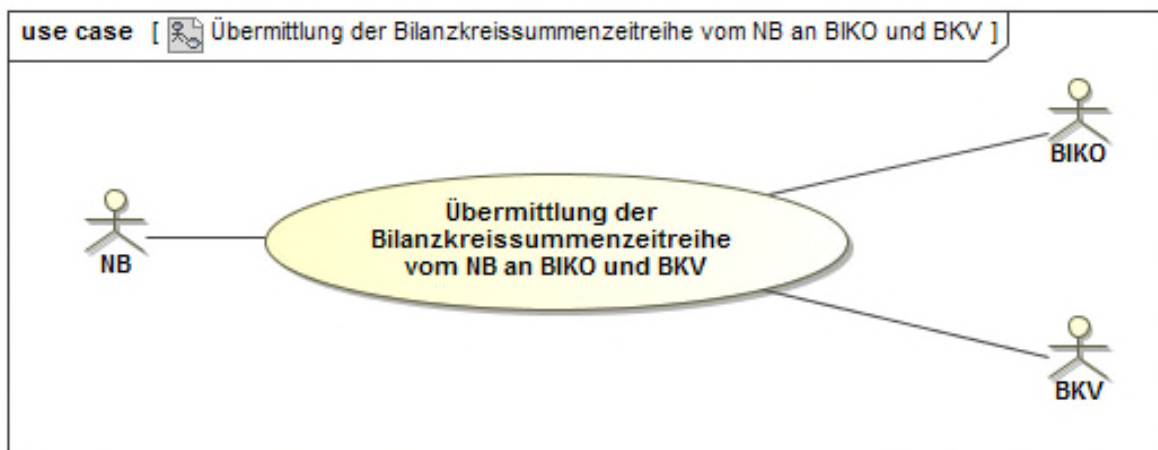 use case [ Übermittlung der Bilanzkreissummenzeitreihe vom NB an BIKO und BKV ]
BIKO
Übermittlung der
Bilanzkreissummenzeitreihe
vom NB an BIKO und BKV
NB
BKV